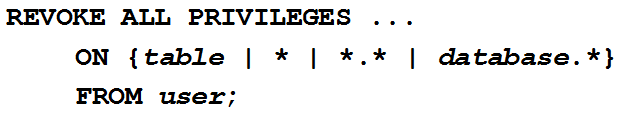 REVOKE ALL PRIVILEGES ...
ON {table | * | *.* | database.*}
FROM user;